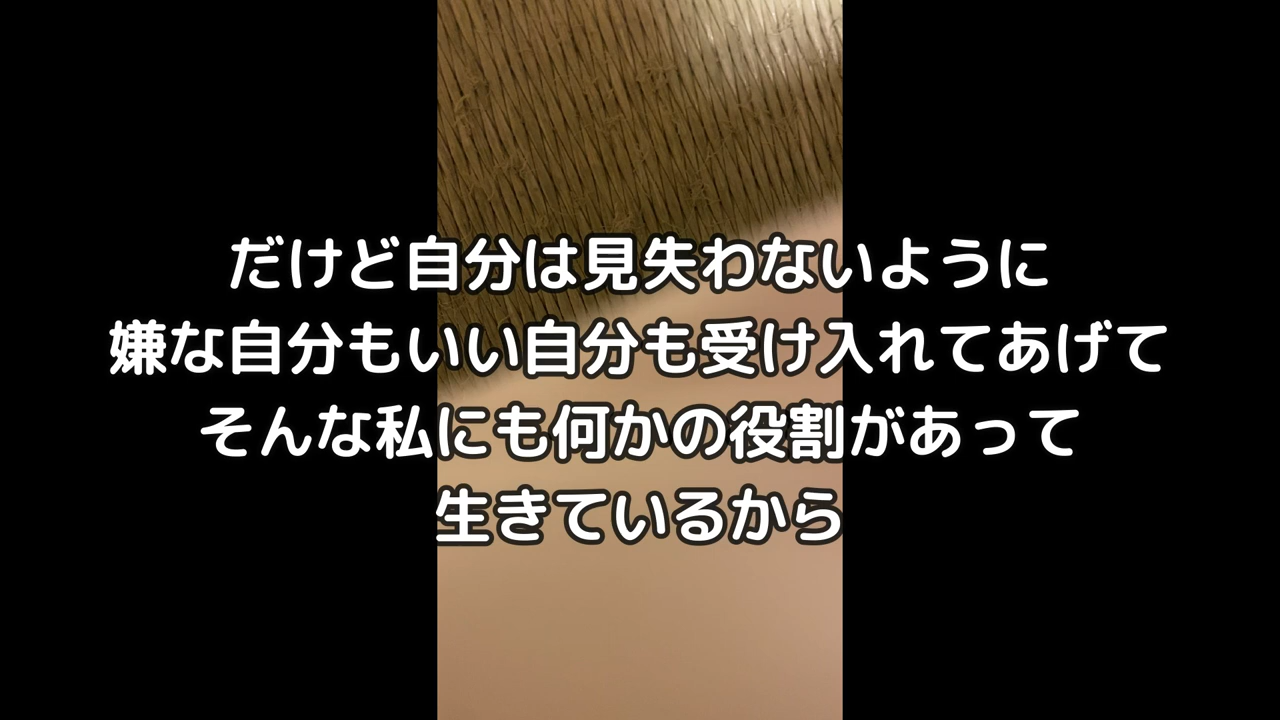 だけど自分は見失わないように
嫌な自分もいい自分も受け入れてあげて
そんな私にも何かの役割があって
生きているから